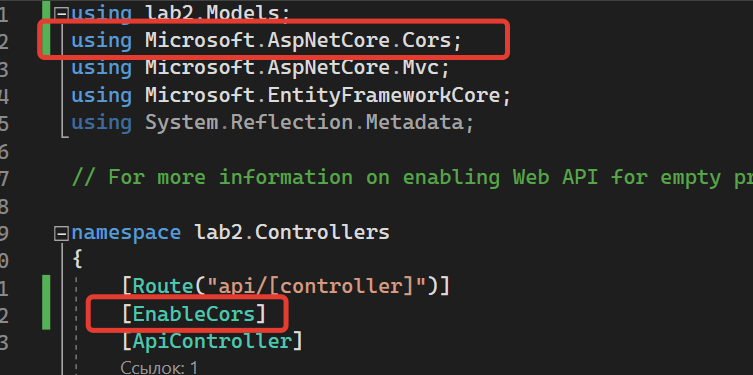 1 using lab2.Models;
2 using Microsoft.AspNetCore.Cors;
3 using Microsoft.AspNetCore.Mvc;
4 using Microsoft.EntityFrameworkCore;
5 using System.Reflection.Metadata;
6
7 // For more information on enabling Web API for empty pr
8
9 namespace lab2.Controllers
0 {
1 [Route("api/[controller]")]
2 [EnableCors]
3 [ApiController]
Ссылок: 1